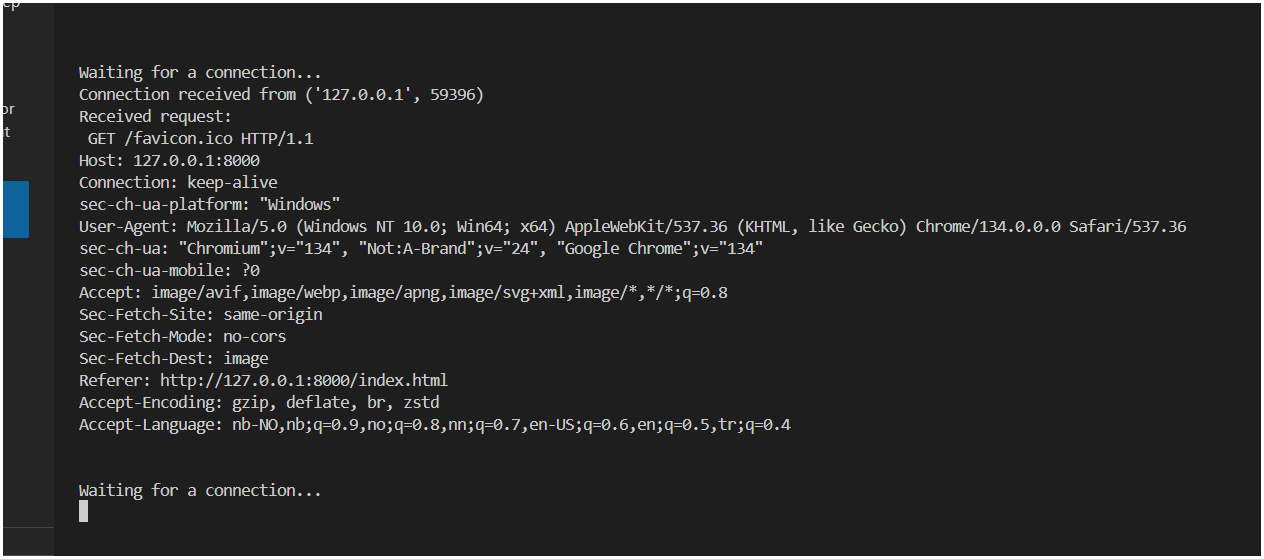 ep
or
it
Waiting for a connection...
Connection received from ('127.0.0.1', 59396)
Received request:
 GET /favicon.ico HTTP/1.1
Host: 127.0.0.1:8000
Connection: keep-alive
sec-ch-ua-platform: "Windows"
User-Agent: Mozilla/5.0 (Windows NT 10.0; Win64; x64) AppleWebKit/537.36 (KHTML, like Gecko) Chrome/134.0.0.0 Safari/537.36
sec-ch-ua: "Chromium";v="134", "Not:A-Brand";v="24", "Google Chrome";v="134"
sec-ch-ua-mobile: ?0
Accept: image/avif,image/webp,image/apng,image/svg+xml,image/*,*/*;q=0.8
Sec-Fetch-Site: same-origin
Sec-Fetch-Mode: no-cors
Sec-Fetch-Dest: image
Referer: http://127.0.0.1:8000/index.html
Accept-Encoding: gzip, deflate, br, zstd
Accept-Language: nb-NO,nb;q=0.9,no;q=0.8,nn;q=0.7,en-US;q=0.6,en;q=0.5,tr;q=0.4
Waiting for a connection...